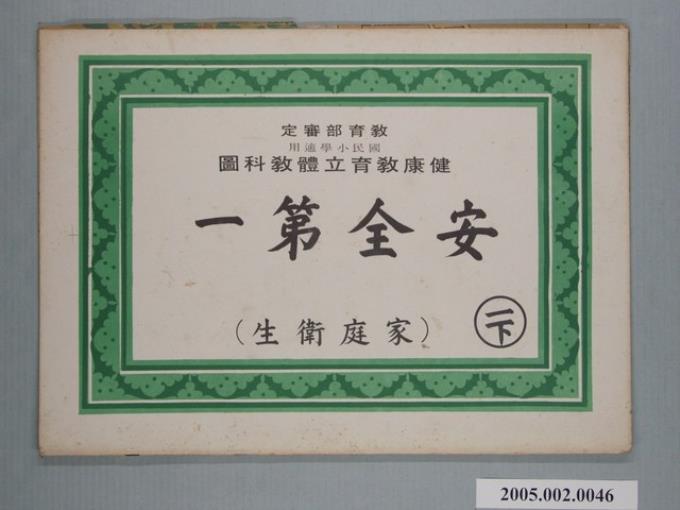 教育部審定
國民小學適用
健康教育立體教科圖
安全第一
(家庭衛生)
二下
2005.002.0046